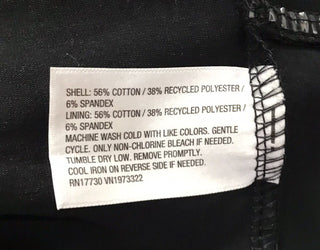 SHELL: 56% COTTON / 38% RECYCLED POLYESTER /
6% SPANDEX
LINING: 56% COTTON / 38% RECYCLED POLYESTER /
6% SPANDEX
MACHINE WASH COLD WITH LIKE COLORS. GENTLE
CYCLE. ONLY NON-CHLORINE BLEACH IF NEEDED.
TUMBLE DRY LOW. REMOVE PROMPTLY.
COOL IRON ON REVERSE SIDE IF NEEDED.
RN17730 VN1973322